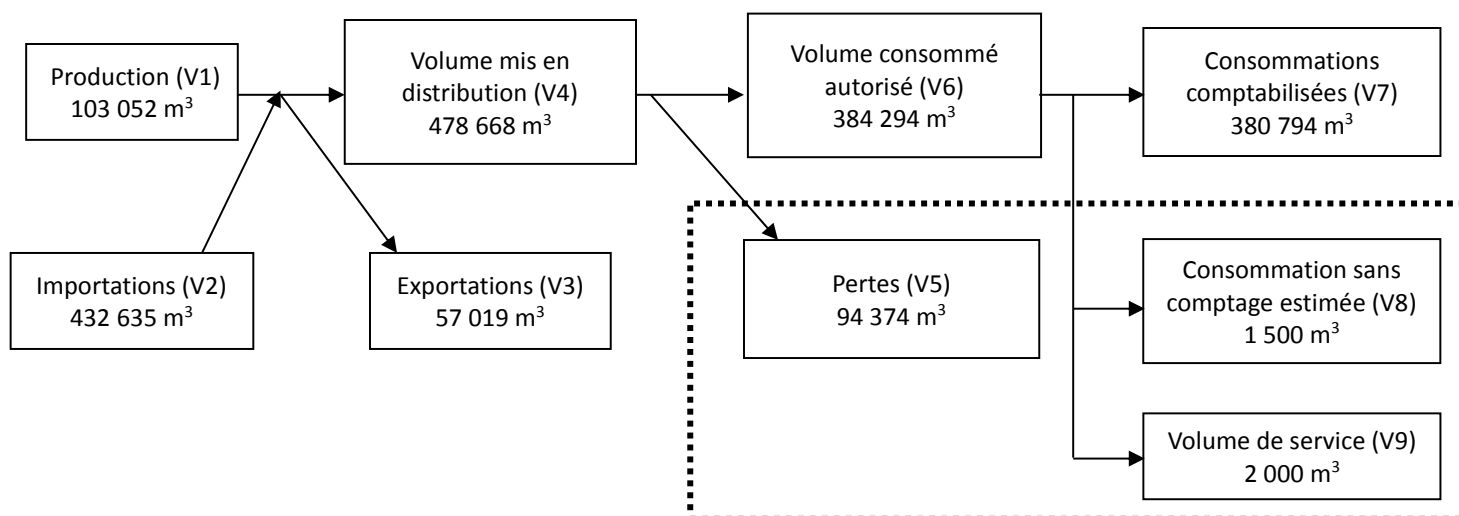 Production (V1)
103 052 m³
Volume mis en
distribution (V4)
478 668 m³
Volume consommé
autorisé (V6)
384 294 m³
Consommations
comptabilisées (V7)
380 794 m³
Importations (V2)
432 635 m³
Exportations (V3)
57 019 m³
Pertes (V5)
94 374 m³
Consommation sans
comptage estimée (V8)
1 500 m³
Volume de service (V9)
2 000 m³